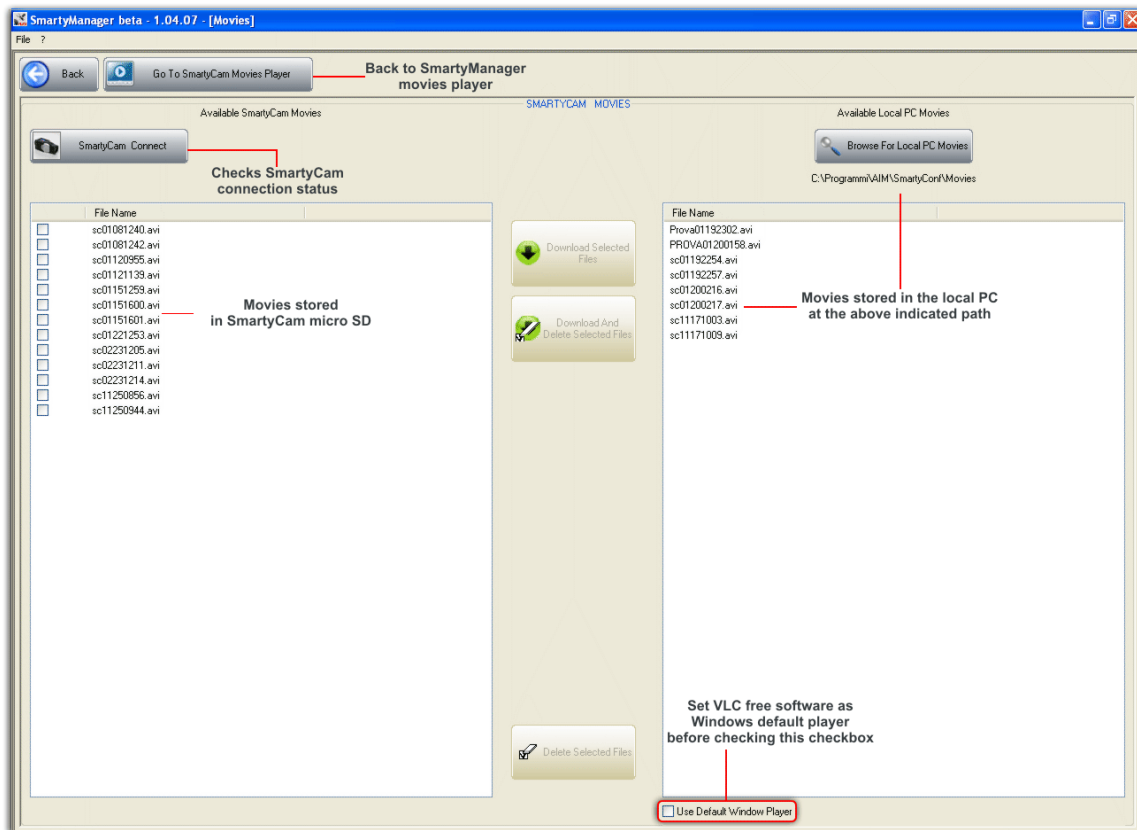 SmartyManager beta - 1.04.07 - [Movies]
File ?
Back
Go To SmartyCam Movies Player
Back to SmartyManager
movies player
SMARTYCAM MOVIES
Available SmartyCam Movies
Available Local PC Movies
SmartyCam Connect
Browse For Local PC Movies
Checks SmartyCam
connection status
C:\Programmi\AIM\SmartyConf\Movies
File Name
sc01081240.avi
sc01081242.avi
sc01120955.avi
sc01121139.avi
sc01151259.avi
sc01151600.avi
sc01151601.avi
sc01221253.avi
sc02231205.avi
sc02231211.avi
sc02231214.avi
sc11250856.avi
sc11250944.avi
Movies stored
in SmartyCam micro SD
Download Selected
Files
Download And
Delete Selected Files
Delete Selected Files
File Name
Prova01192302.avi
PROVA01200158.avi
sc01192254.avi
sc01192257.avi
sc01200216.avi
sc01200217.avi
sc11171003.avi
sc11171009.avi
Movies stored in the local PC
at the above indicated path
Set VLC free software as
Windows default player
before checking this checkbox
Use Default Window Player